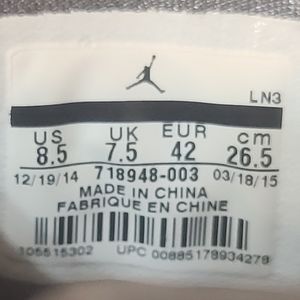 LN3
US UK EUR cm
8.5 7.5 42 26.5
12/19/14 718948-003 03/18/15
MADE IN CHINA
FABRIQUE EN CHINE
105515302 UPC 00885178934278